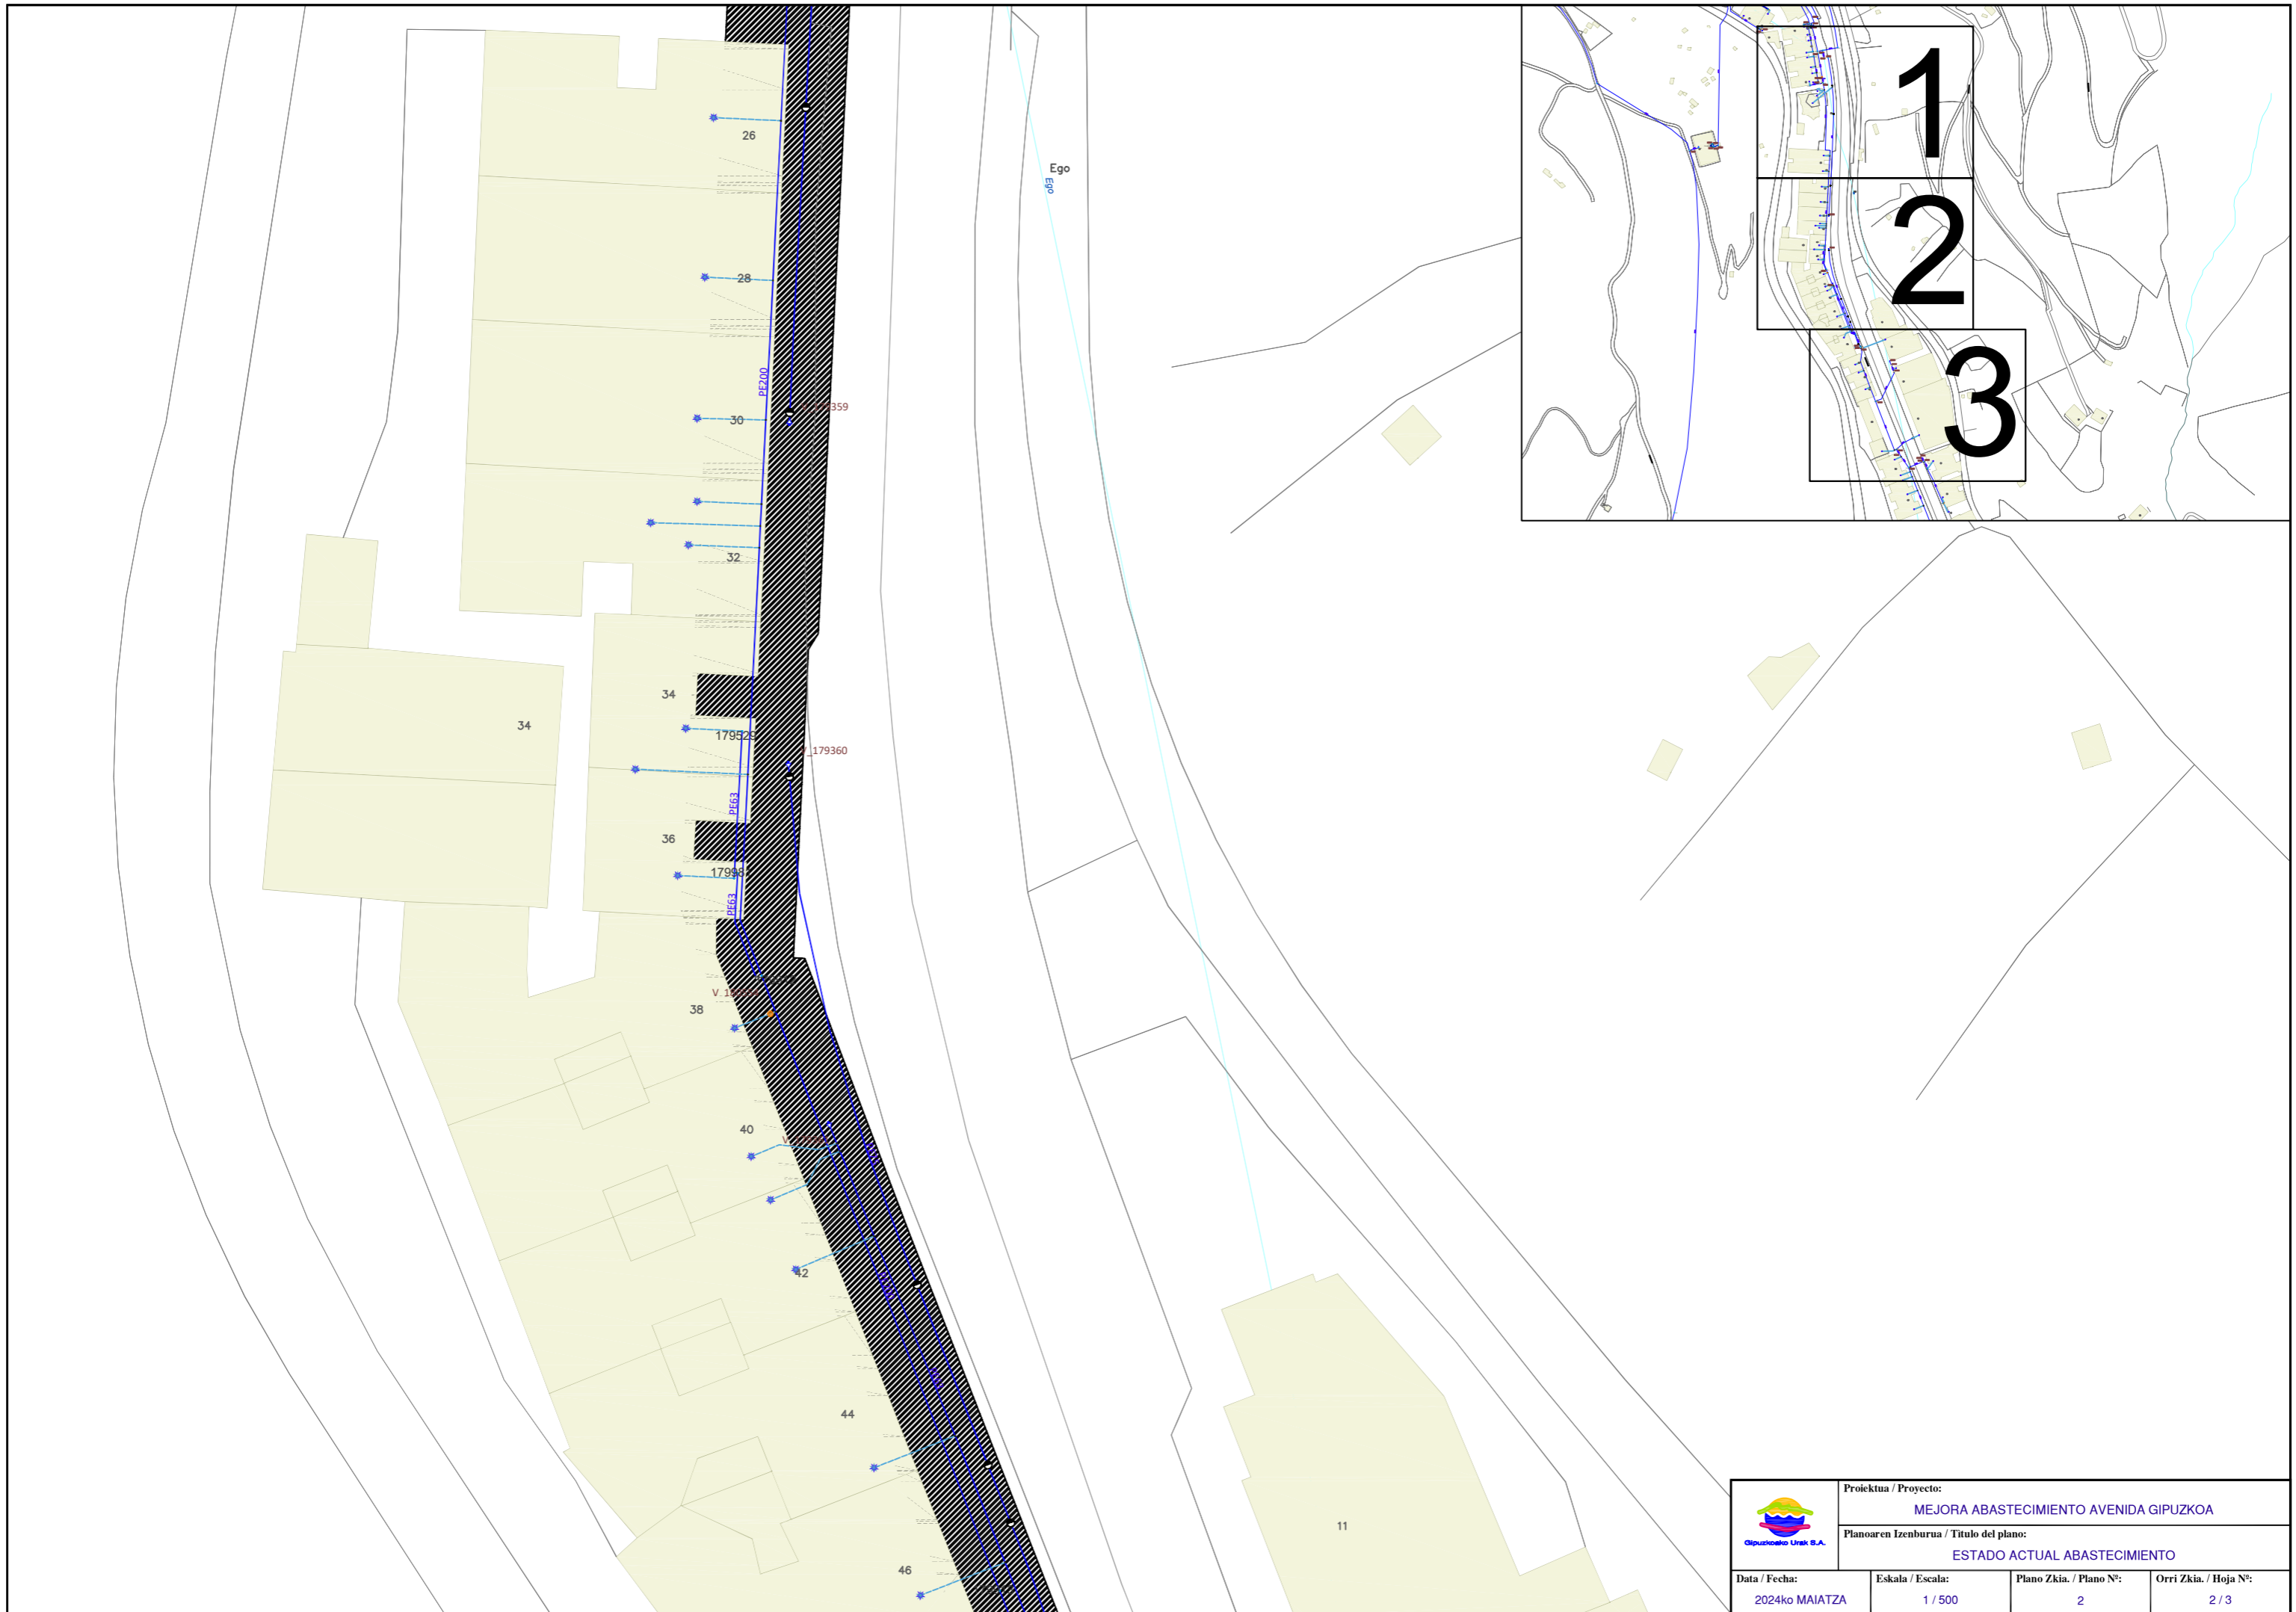 26
Ego
Ego
1
28
2
PE200
30
3
32
34
34
179529
V_179360
PE63
36
PE63
38
40
42
44
46
11
Gipuzkoako Urak S.A.
Proiektua / Proyecto:
MEJORA ABASTECIMIENTO AVENIDA GIPUZKOA
Planoaren Izenburua / Titulo del plano:
ESTADO ACTUAL ABASTECIMIENTO
Data / Fecha:
2024ko MAIATZA
Eskala / Escala:
1 / 500
Plano Zkia. / Plano Nº:
2
Orri Zkia. / Hoja Nº:
2 / 3